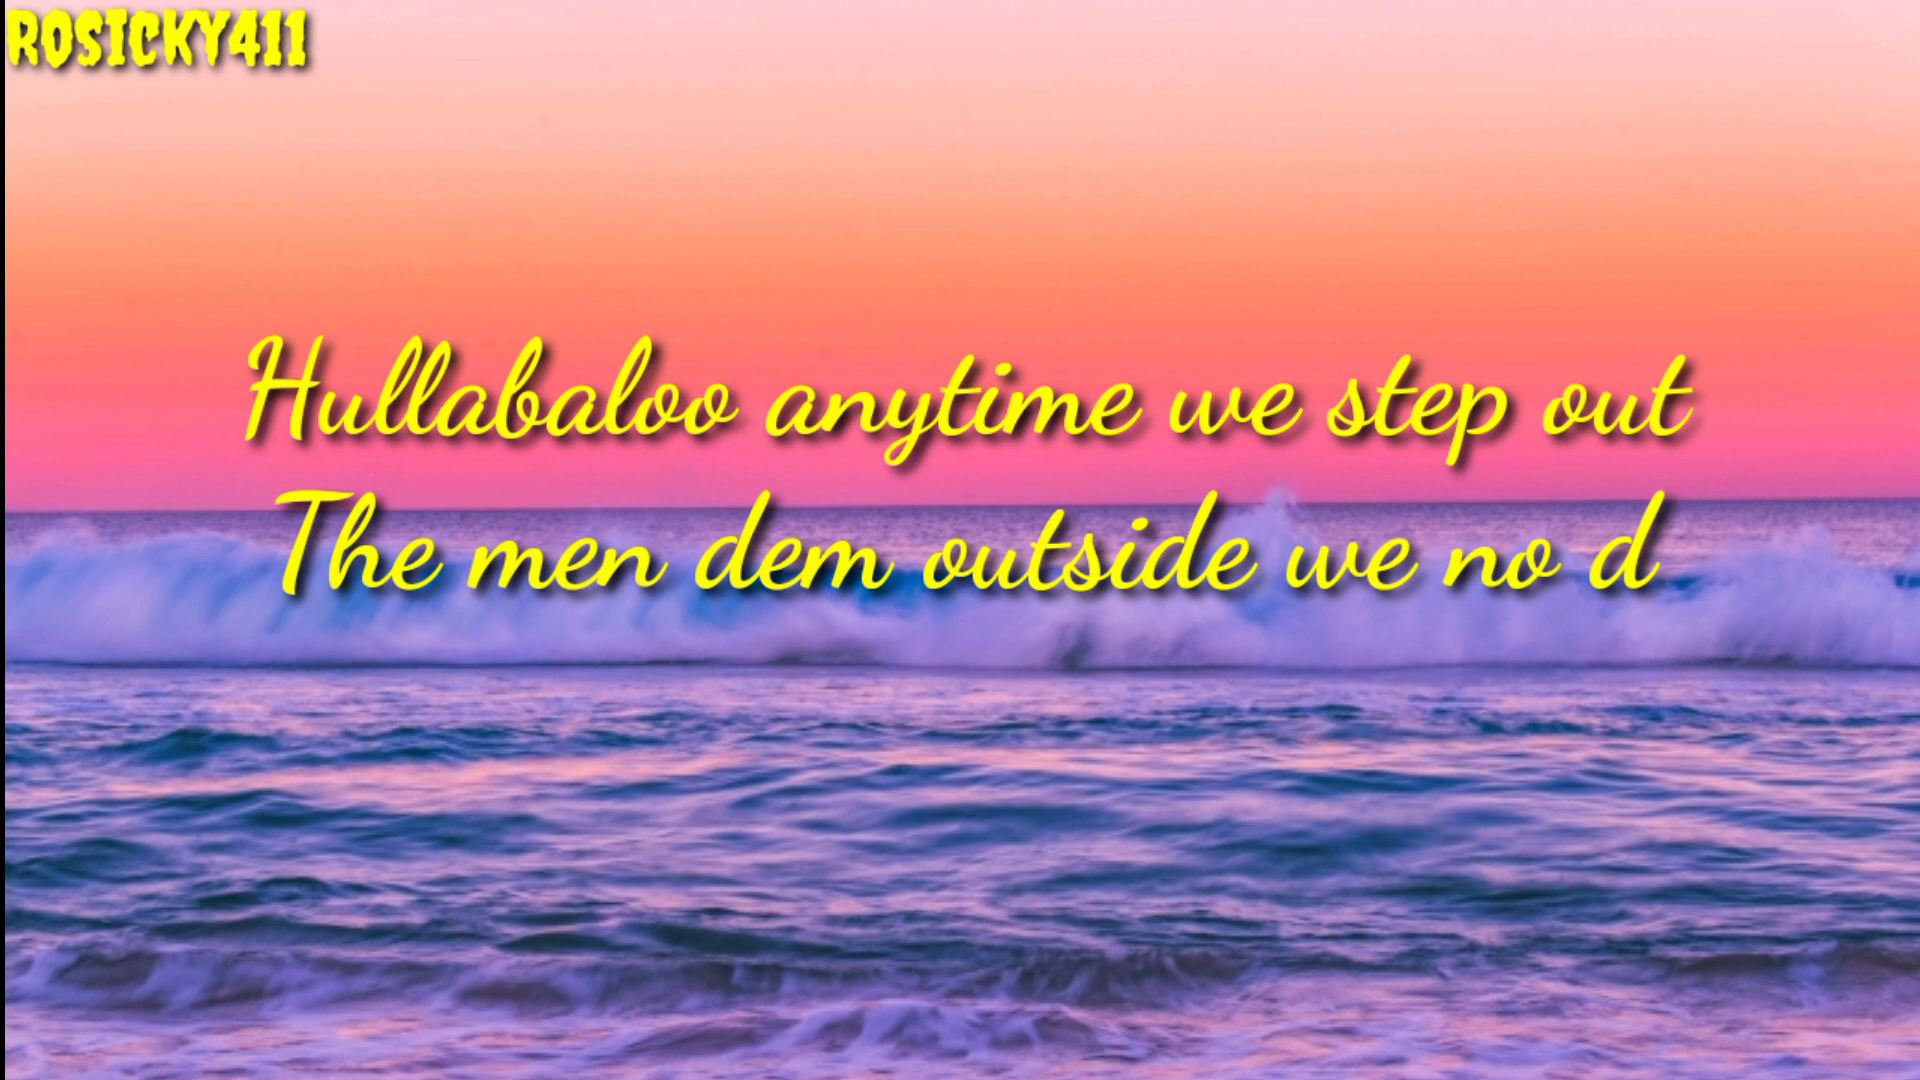 ROSICKY411
Hullabaloo anytime we step out
The men dem outside we no d